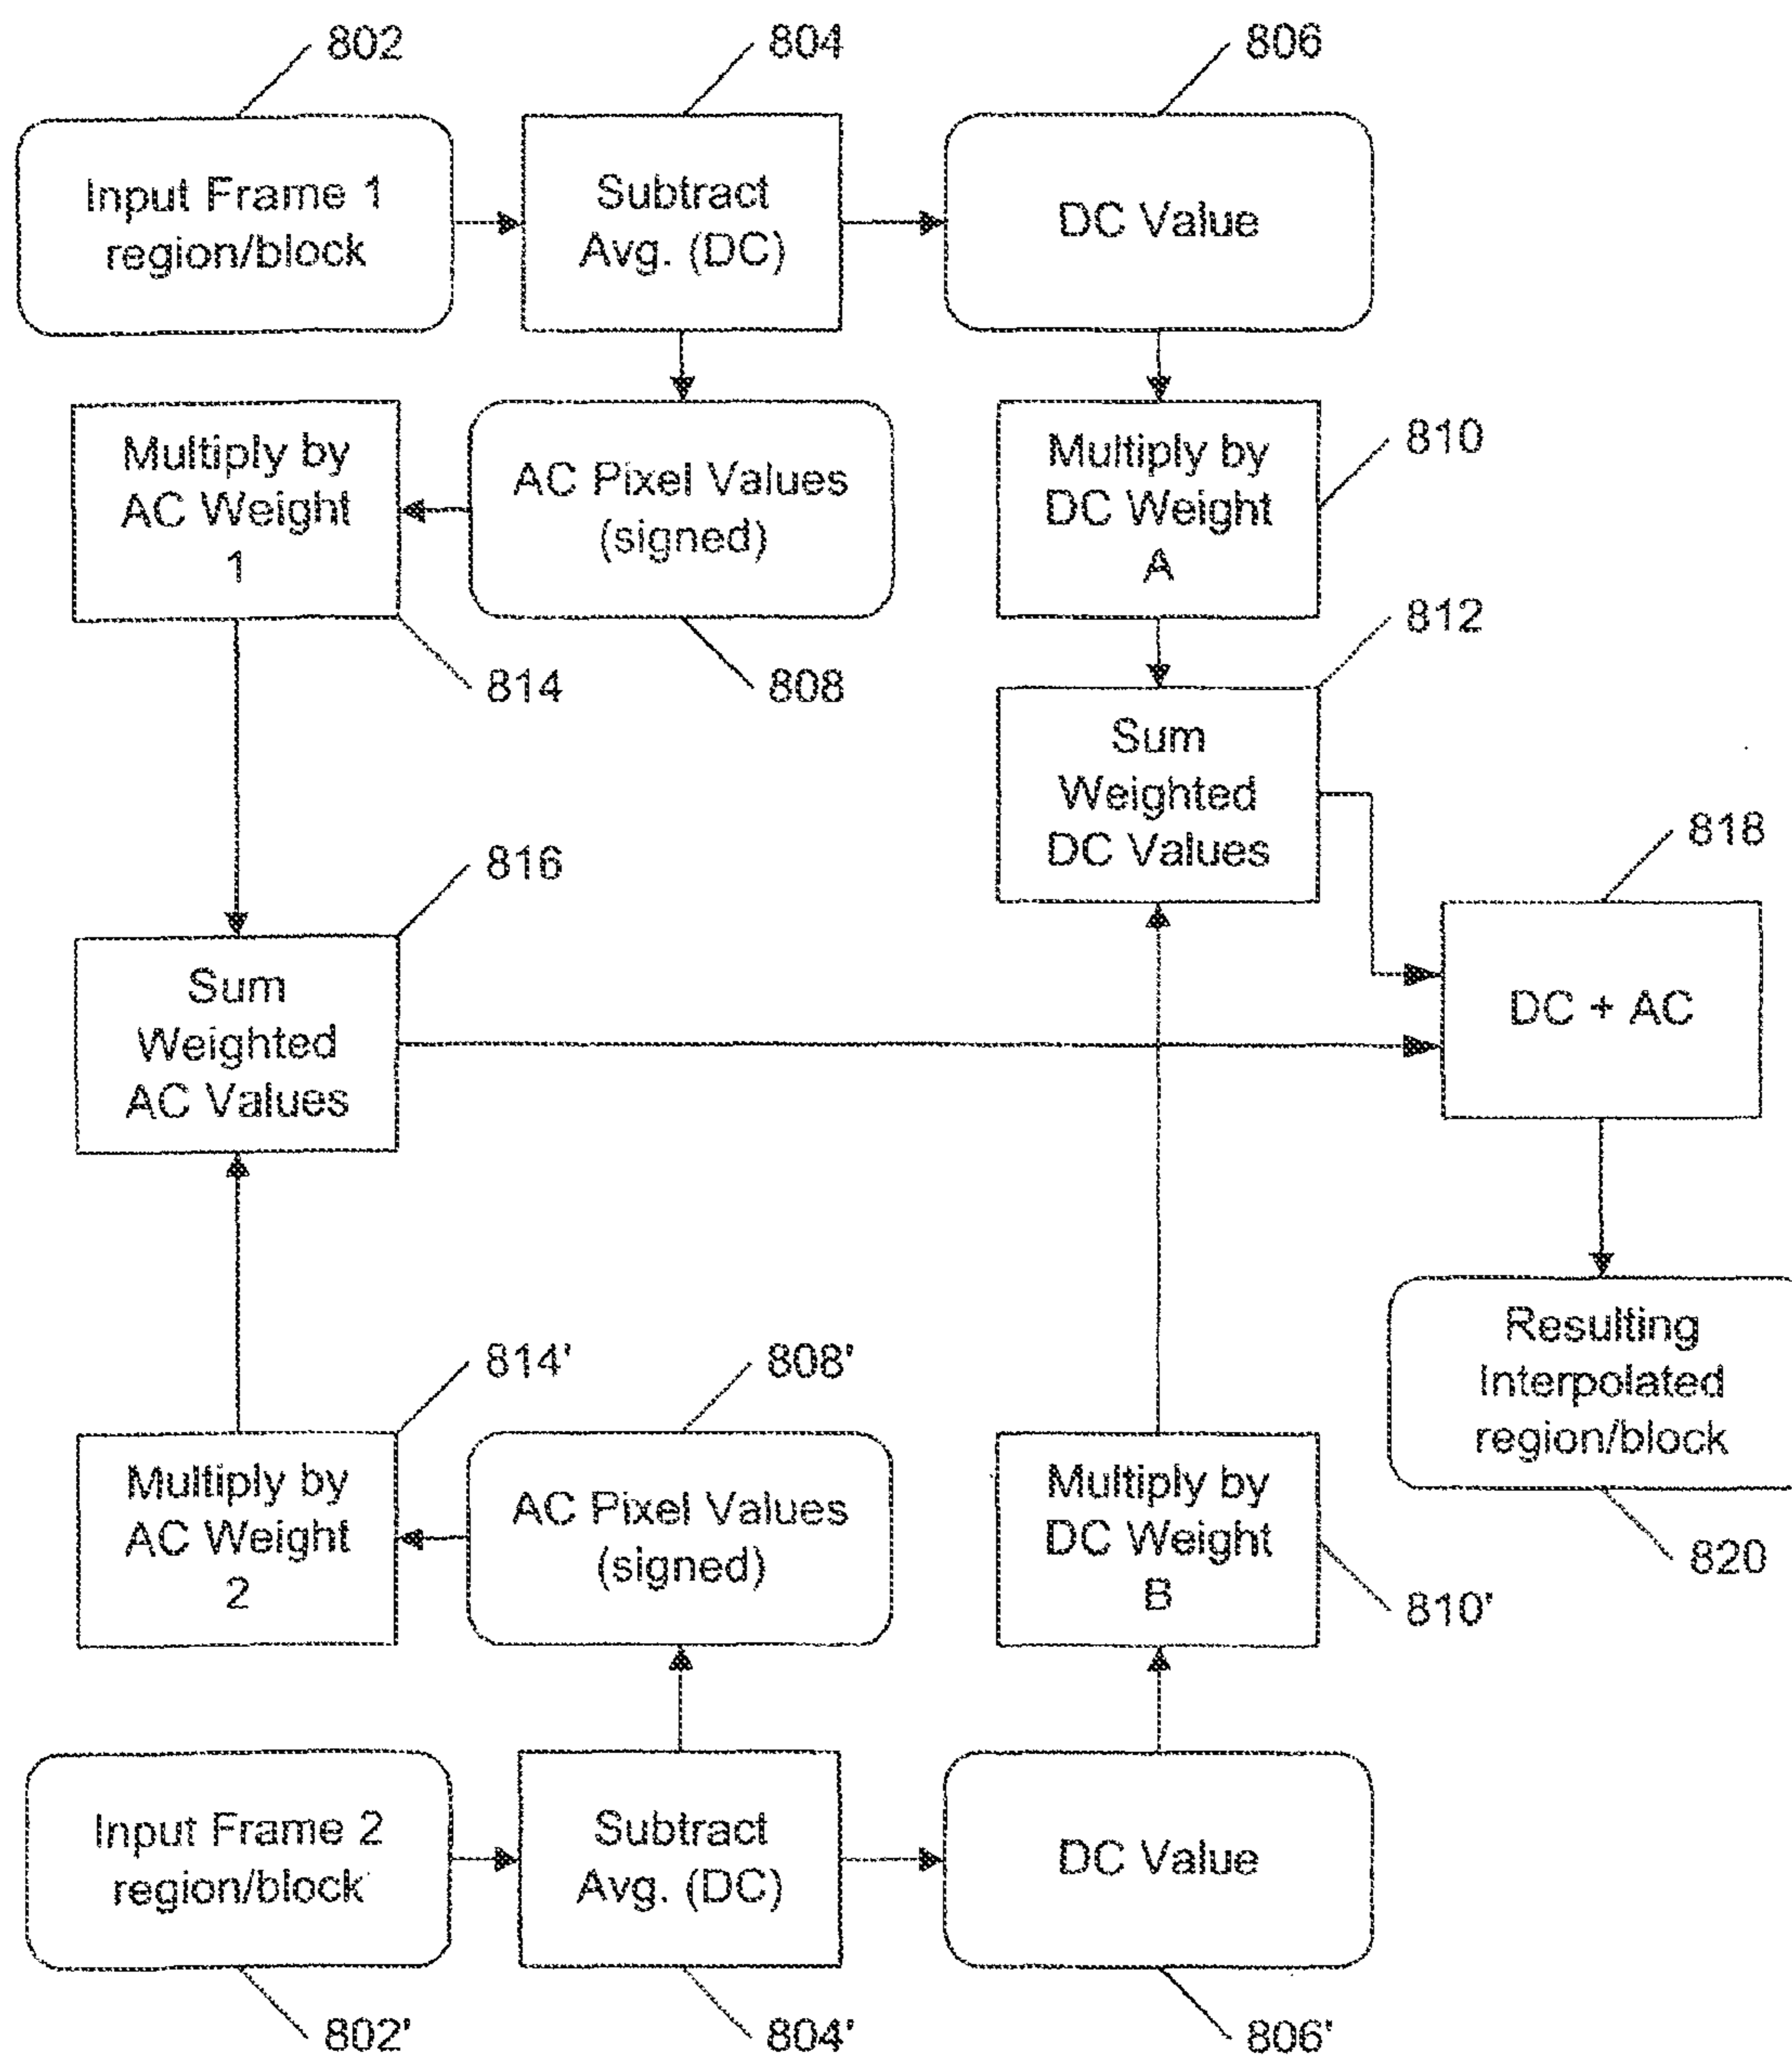 802
804
806
Input Frame 1
region/block
Subtract
Avg. (DC)
DC Value
Multiply by
AC Weight
1
AC Pixel Values
(signed)
Multiply by
DC Weight
A
810
814
808
812
Sum
Weighted
DC Values
816
818
Sum
Weighted
AC Values
DC + AC
Resulting
Interpolated
region/block
814'
808'
Multiply by
AC Weight
2
AC Pixel Values
(signed)
Multiply by
DC Weight
B
820
810'
Input Frame 2
region/block
Subtract
Avg. (DC)
DC Value
802'
804'
806'